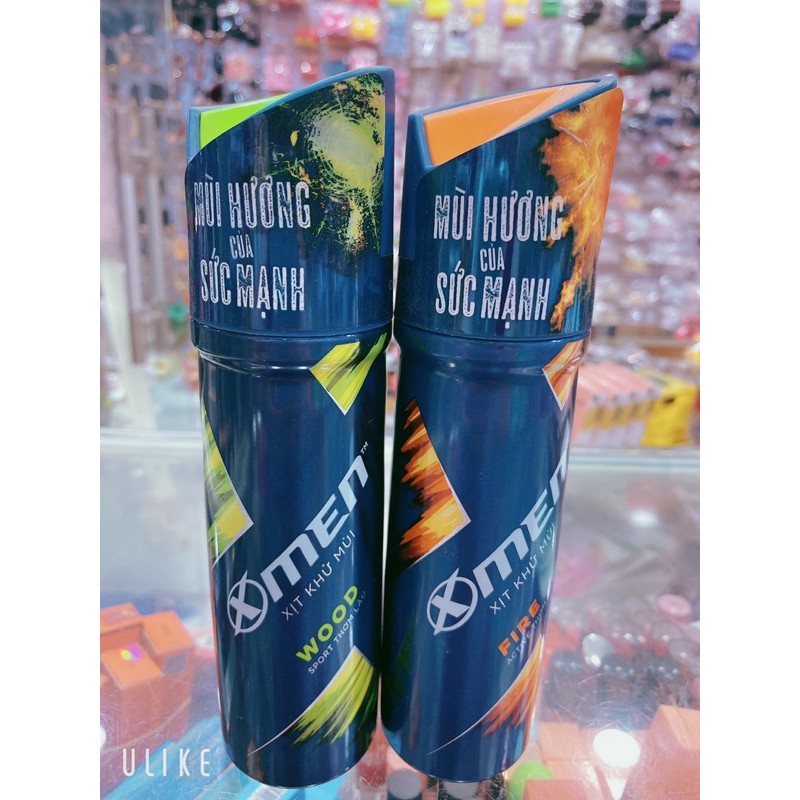 MÙI HƯƠNG
CỦA
SỨC MẠNH
Xmen™
XỊT KHỬ MÙI
WOOD
SPORT THƠM LÂU
MÙI HƯƠNG
CỦA
SỨC MẠNH
Xmen
XỊT KHỬ MÙI
FIRE
ULIKE